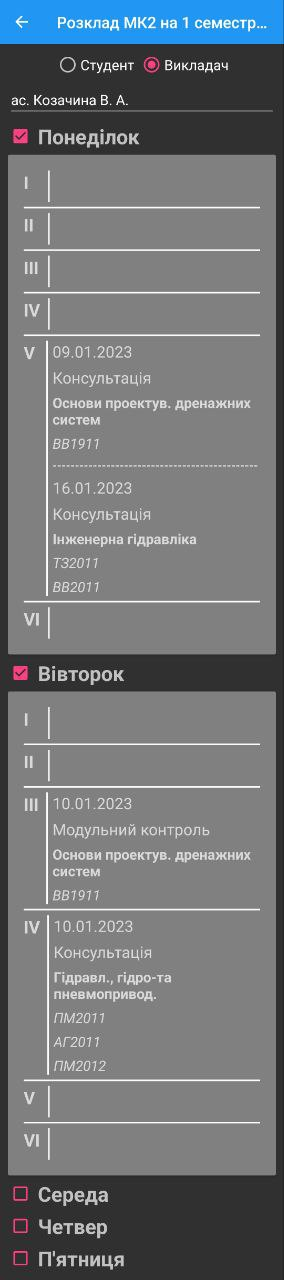 Розклад МК2 на 1 семестр...
Студент Викладач
ас. Козачина В. А.
Понеділок
I
II
III
IV
V 09.01.2023
Консультація
Основи проектув. дренажних
систем
ВВ1911
16.01.2023
Консультація
Інженерна гідравліка
ТЗ2011
ВВ2011
VI
Вівторок
I
II
III 10.01.2023
Модульний контроль
Основи проектув. дренажних
систем
ВВ1911
IV 10.01.2023
Консультація
Гідравл., гідро-та
пневмопривод.
ПМ2011
АГ2011
ПМ2012
V
VI
Середа
Четвер
П'ятниця